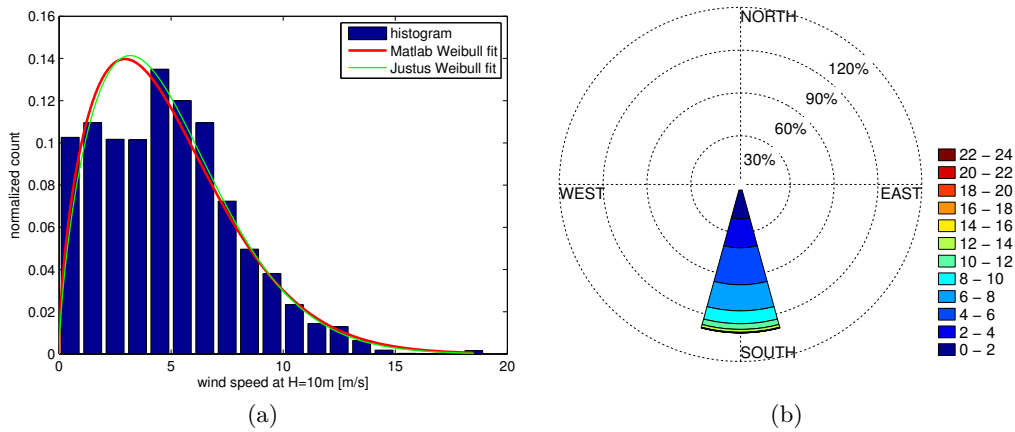 0.16
0.14
0.12
0.1
0.08
0.06
0.04
0.02
0
normalized count
histogram
Matlab Weibull fit
Justus Weibull fit
0 5 10 15 20
wind speed at H=10m [m/s]
(a)
NORTH
120%
90%
60%
30%
WEST
EAST
SOUTH
22 − 24
20 − 22
18 − 20
16 − 18
14 − 16
12 − 14
10 − 12
8 − 10
6 − 8
4 − 6
2 − 4
0 − 2
(b)